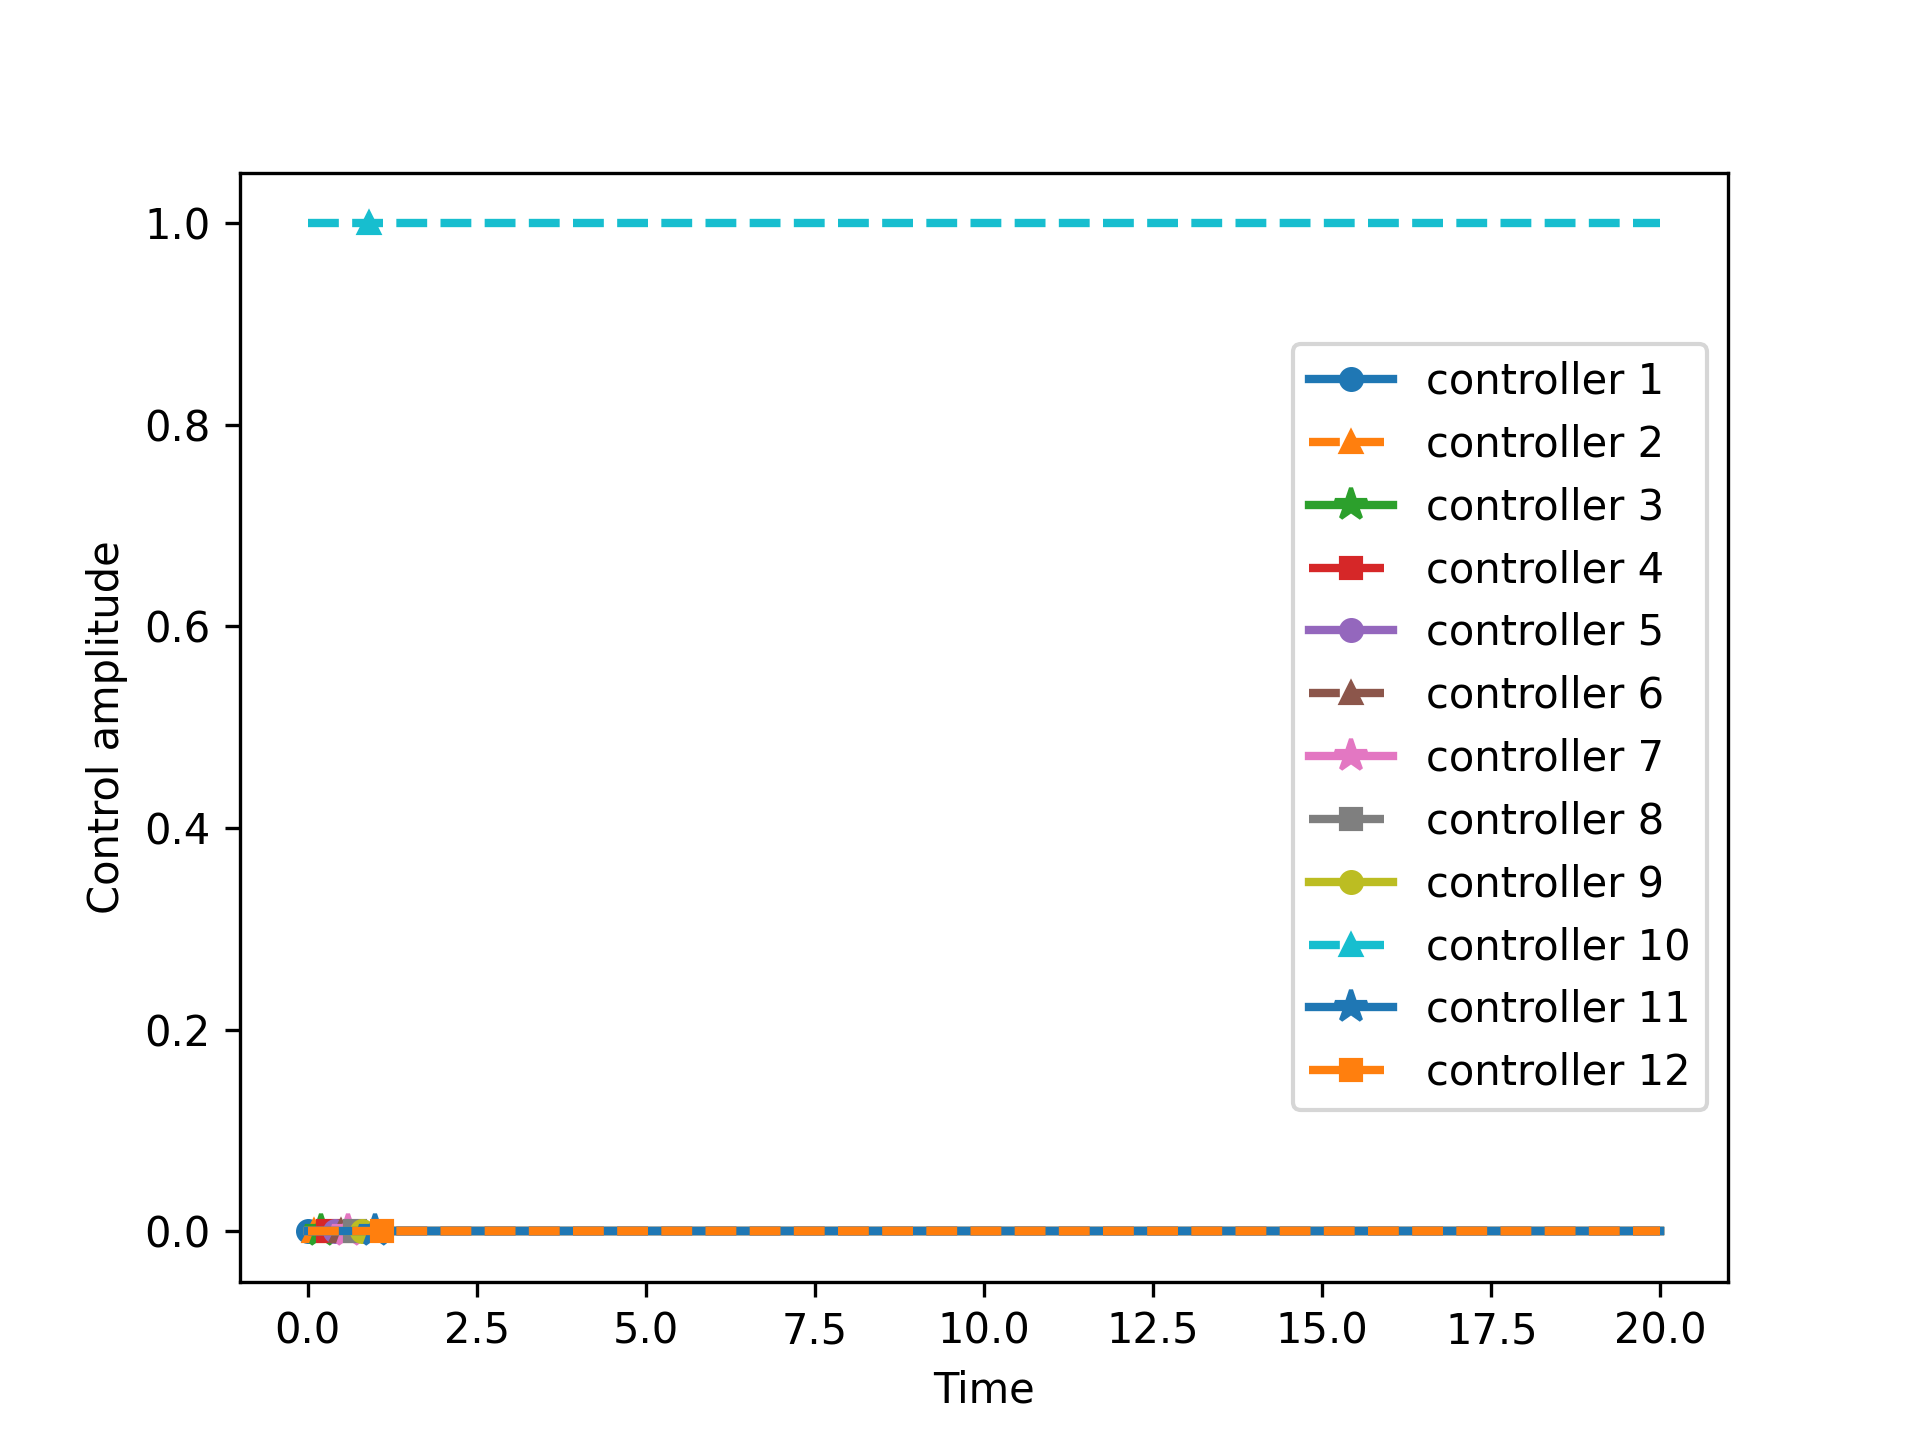 1.0
0.8
0.6
0.4
0.2
0.0
Control amplitude
controller 1
controller 2
controller 3
controller 4
controller 5
controller 6
controller 7
controller 8
controller 9
controller 10
controller 11
controller 12
0.0 2.5 5.0 7.5 10.0 12.5 15.0 17.5 20.0
Time